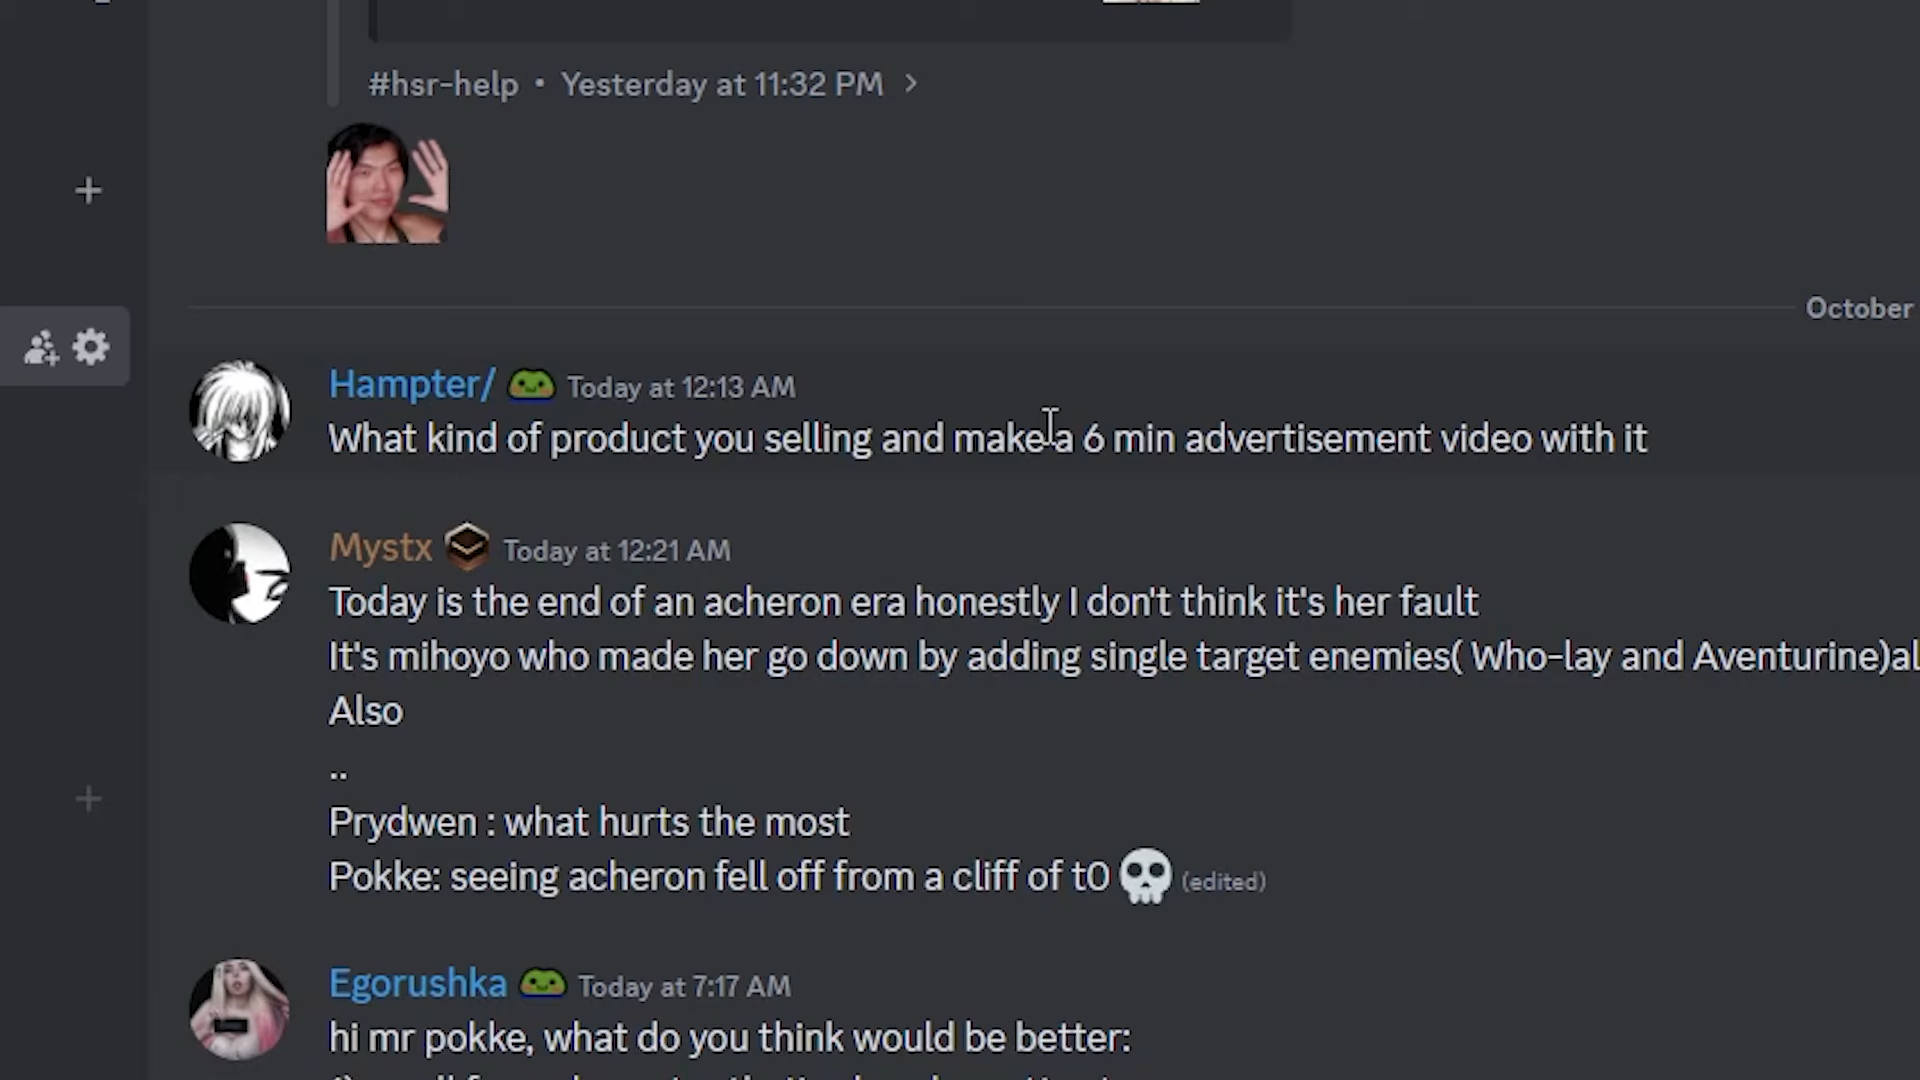 #hsr-help • Yesterday at 11:32 PM >
October
Hampter/ Today at 12:13 AM
What kind of product you selling and make a 6 min advertisement video with it
Mystx Today at 12:21 AM
Today is the end of an acheron era honestly I don't think it's her fault
It's mihoyo who made her go down by adding single target enemies( Who-lay and Aventurine)al
Also
..
Prydwen : what hurts the most
Pokke: seeing acheron fell off from a cliff of t0 💀 (edited)
Egorushka Today at 7:17 AM
hi mr pokke, what do you think would be better: